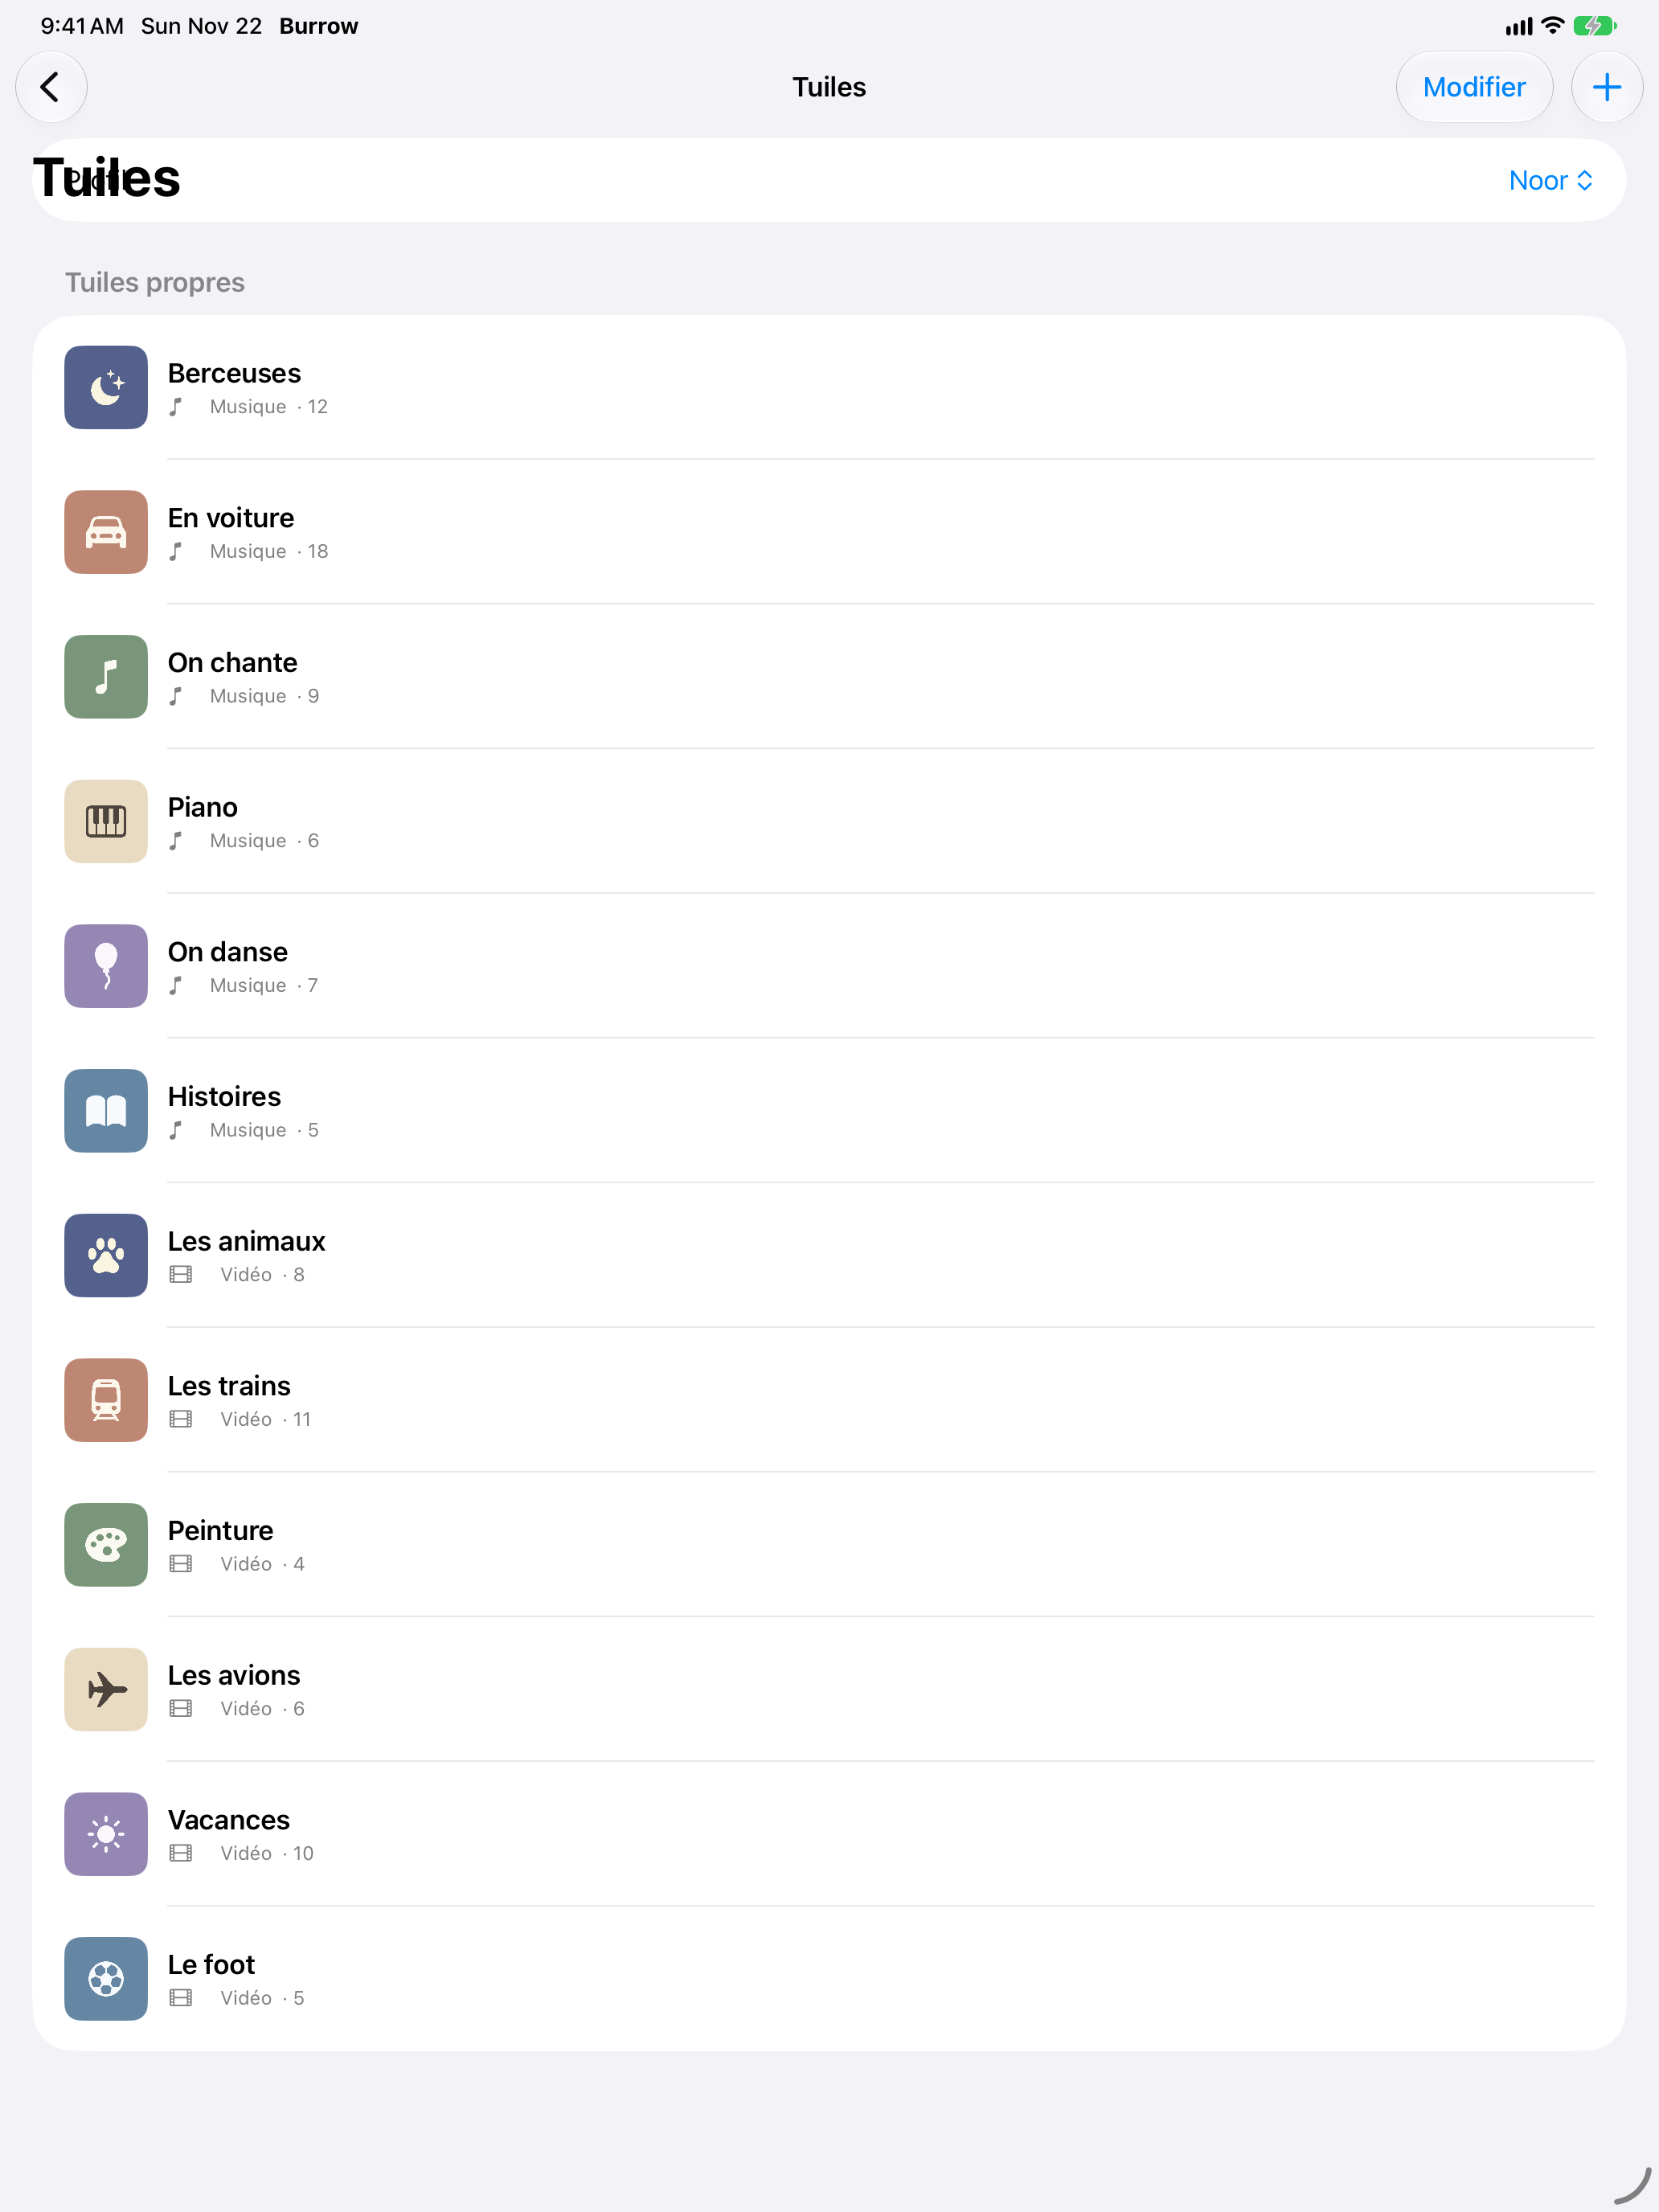 9:41 AM Sun Nov 22 Burrow
Tuiles
Modifier
Tuiles
Noor
Tuiles propres
Berceuses
Musique · 12
En voiture
Musique · 18
On chante
Musique · 9
Piano
Musique · 6
On danse
Musique · 7
Histoires
Musique · 5
Les animaux
Vidéo · 8
Les trains
Vidéo · 11
Peinture
Vidéo · 4
Les avions
Vidéo · 6
Vacances
Vidéo · 10
Le foot
Vidéo · 5